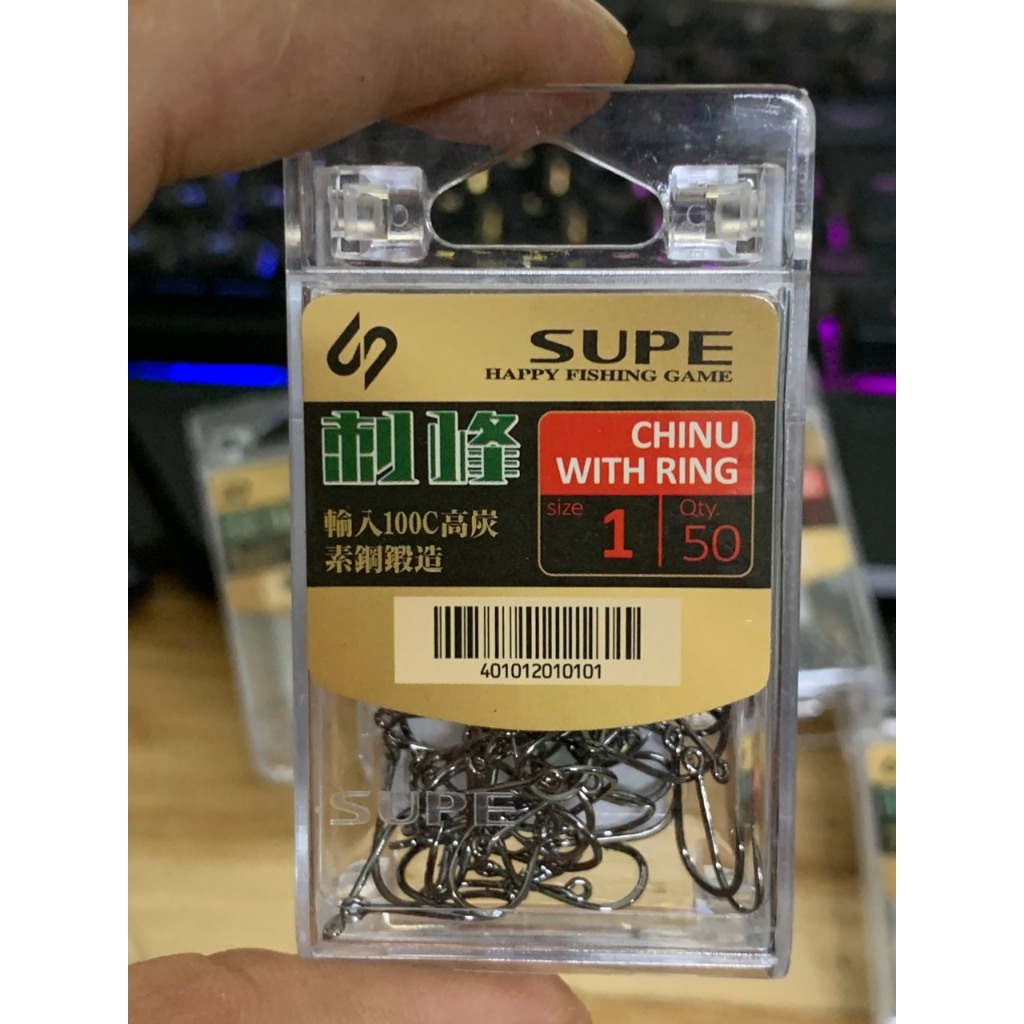 SUPE
HAPPY FISHING GAME
刺鋒
CHINU
WITH RING
輸入100C高炭
素鋼鍛造
size
1
Qty.
50
401012010101
SUPE